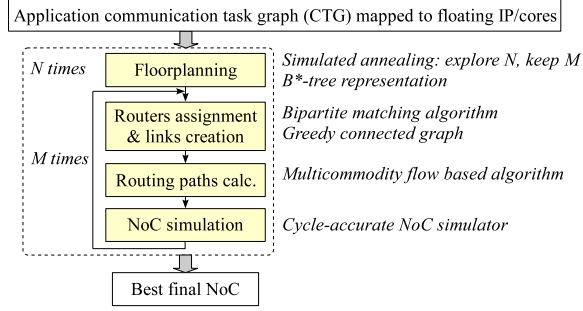 Application communication task graph (CTG) mapped to floating IP/cores
N times
Floorplanning
Simulated annealing: explore N, keep M
B*-tree representation
Routers assignment
& links creation
Bipartite matching algorithm
Greedy connected graph
M times
Routing paths calc.
Multicommodity flow based algorithm
NoC simulation
Cycle-accurate NoC simulator
Best final NoC